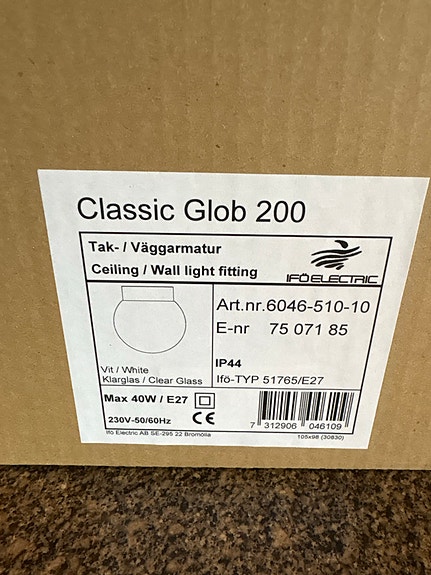 Classic Glob 200
Tak- / Väggarmatur
Ceiling / Wall light fitting
IFÖELECTRIC
Art.nr.6046-510-10
E-nr 75 071 85
IP44
Ifö-TYP 51765/E27
Vit / White
Klarglas / Clear Glass
Max 40W / E27
230V-50/60Hz
CE
Ifö Electric AB SE-295 22 Bromölla
7 312906 046109
105x98 (30830)